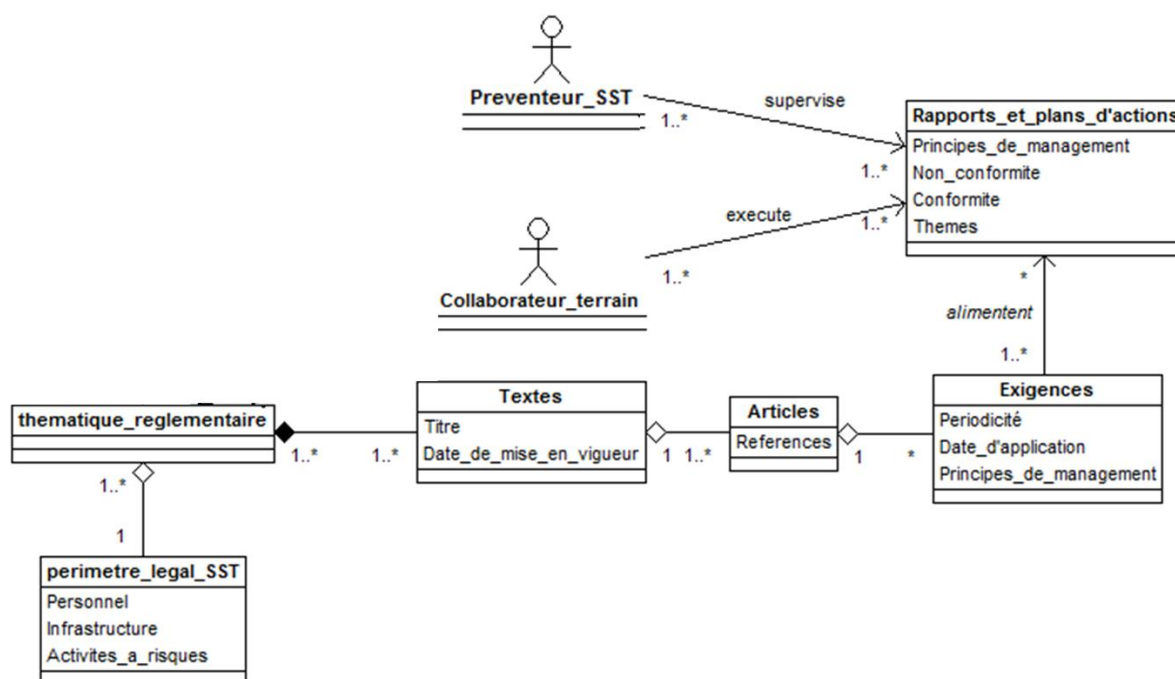 Preventeur_SST
1..*
supervise
Rapports_et_plans_d'actions
Principes_de_management
Non_conformite
Conformite
Themes
1..*
Collaborateur_terrain
1..*
execute
1..*
*
alimentent
1..*
thematique_reglementaire
1..*
1..*
Textes
Titre
Date_de_mise_en_vigueur
1
1..*
Articles
References
1
*
Exigences
Periodicité
Date_d'application
Principes_de_management
1..*
1
perimetre_legal_SST
Personnel
Infrastructure
Activites_a_risques